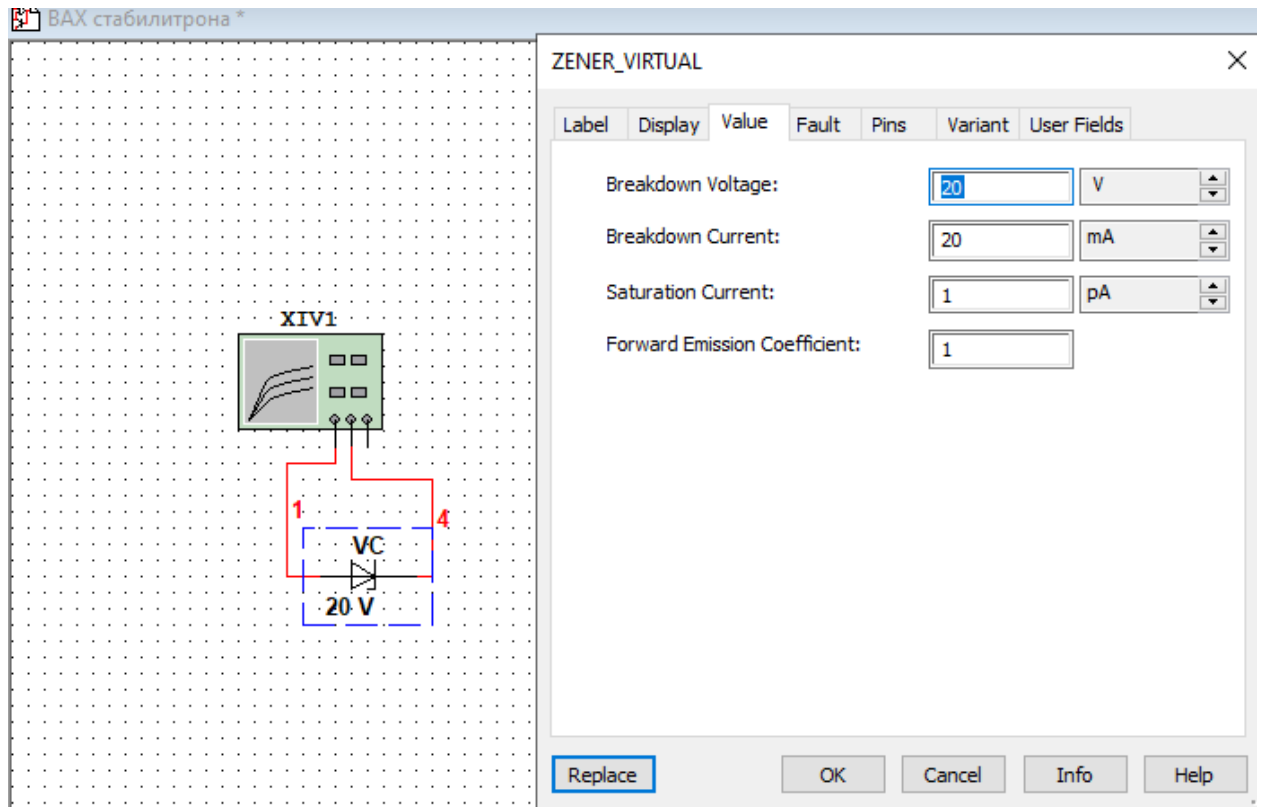 ВАХ стабилитрона *
ZENER_VIRTUAL
Label Display Value Fault Pins Variant User Fields
Breakdown Voltage: 20 V
Breakdown Current: 20 mA
Saturation Current: 1 pA
Forward Emission Coefficient: 1
XIV1
1
4
VC
20 V
Replace OK Cancel Info Help